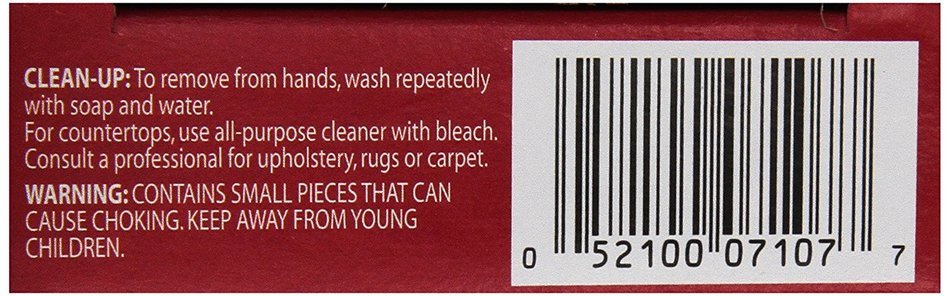 CLEAN-UP: To remove from hands, wash repeatedly
with soap and water.
For countertops, use all-purpose cleaner with bleach.
Consult a professional for upholstery, rugs or carpet.
WARNING: CONTAINS SMALL PIECES THAT CAN
CAUSE CHOKING. KEEP AWAY FROM YOUNG
CHILDREN.
0 52100 07107 7